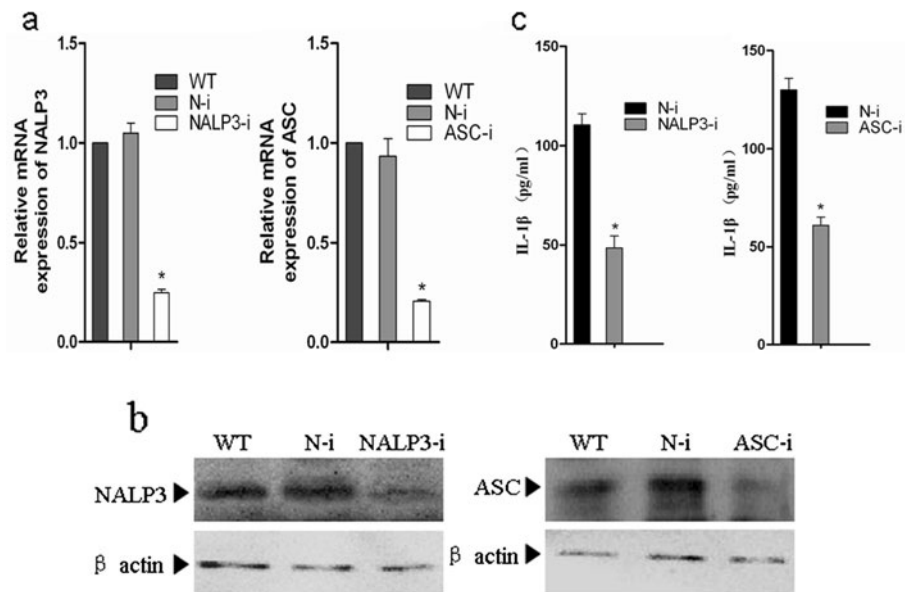 a
Relative mRNA
expression of NALP3
1.5
1.0
0.5
0.0
WT
N-i
NALP3-i
*
Relative mRNA
expression of ASC
1.5
1.0
0.5
0.0
WT
N-i
ASC-i
*
c
IL-1β (pg/ml)
150
100
50
0
N-i
NALP3-i
*
IL-1β (pg/ml)
150
100
50
0
N-i
ASC-i
*
b
WT N-i NALP3-i
NALP3
β actin
WT N-i ASC-i
ASC
β actin